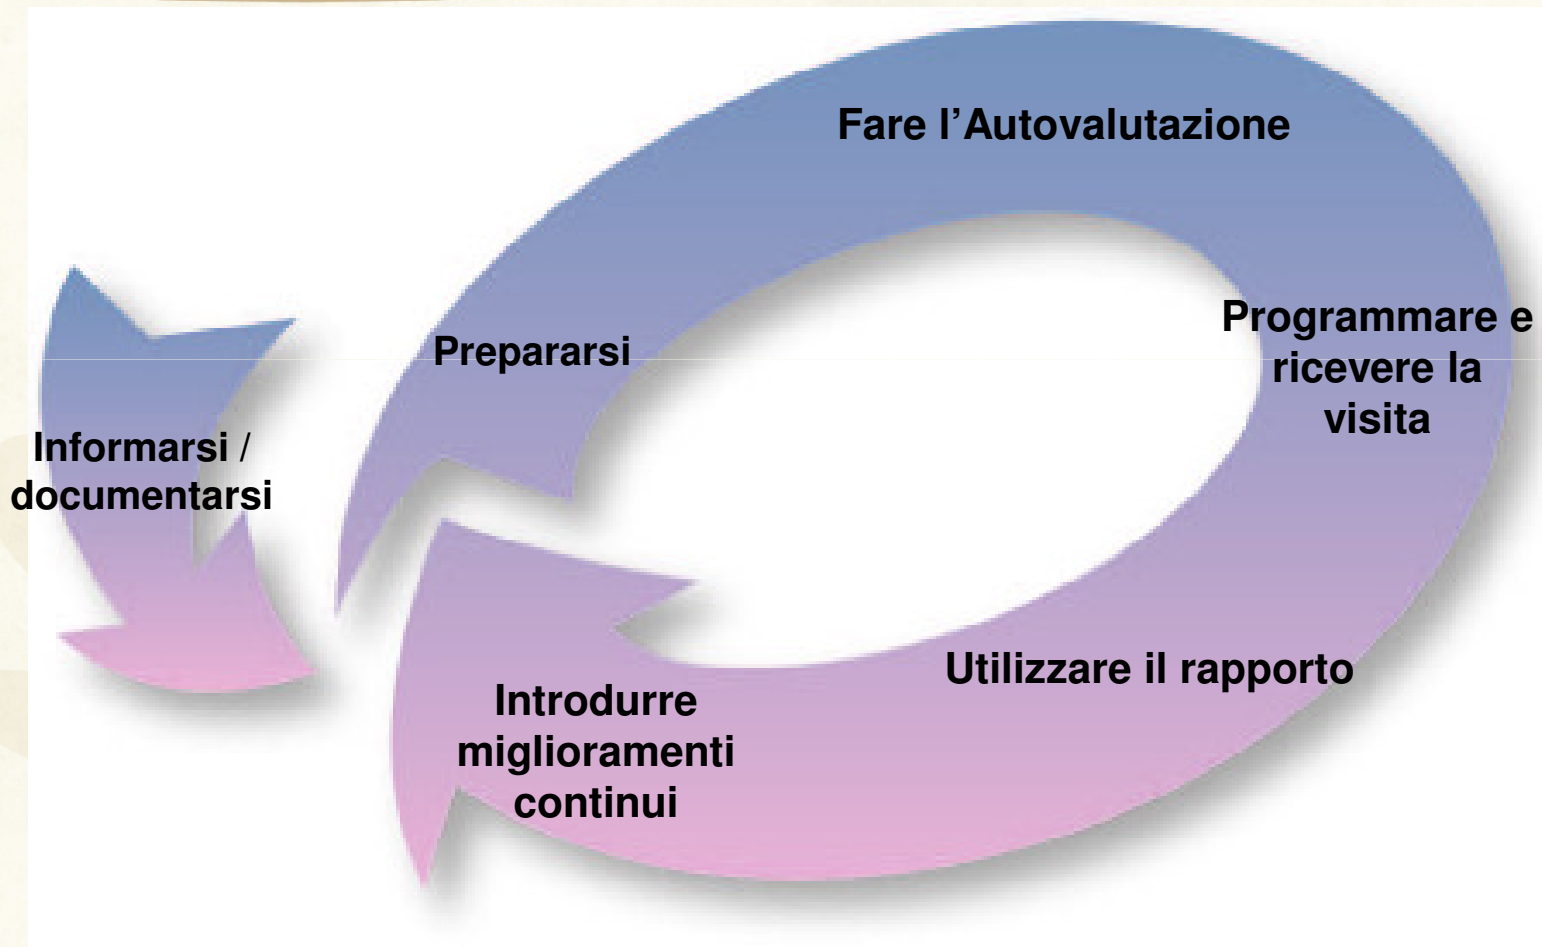 Informarsi /
documentarsi
Prepararsi
Fare l’Autovalutazione
Programmare e
ricevere la
visita
Utilizzare il rapporto
Introdurre
miglioramenti
continui